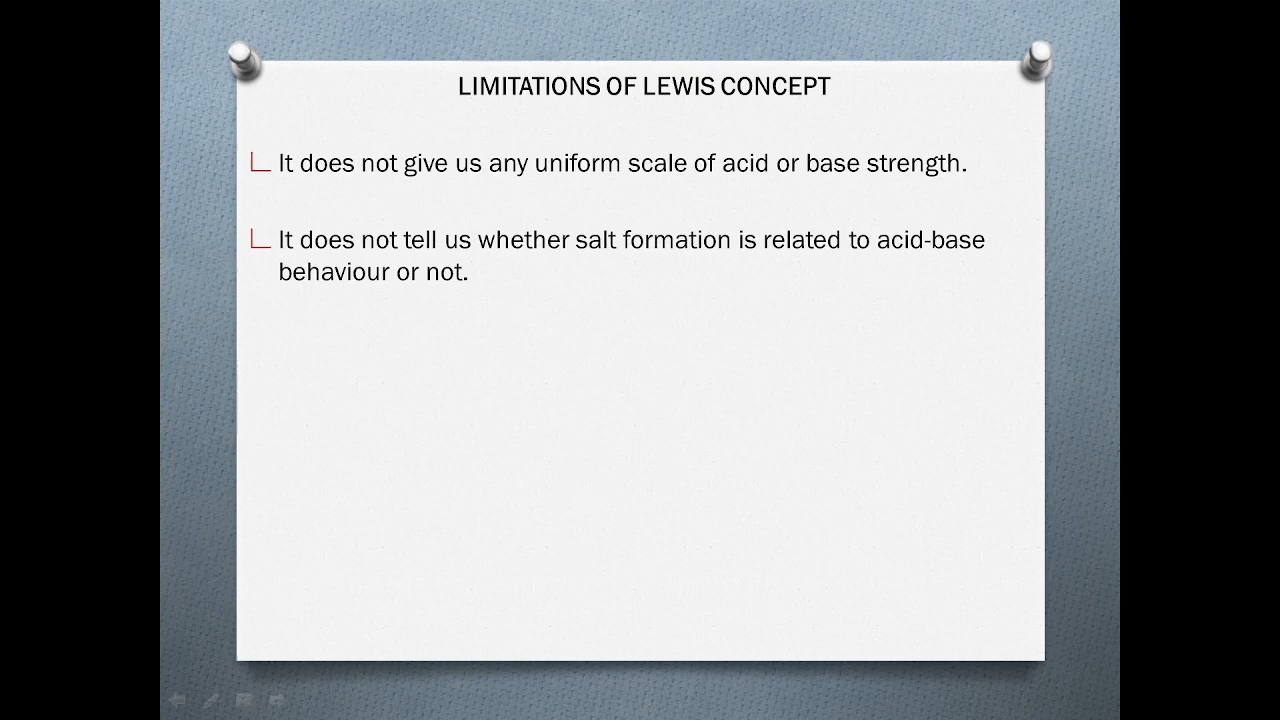 LIMITATIONS OF LEWIS CONCEPT
It does not give us any uniform scale of acid or base strength.
It does not tell us whether salt formation is related to acid-base
behaviour or not.